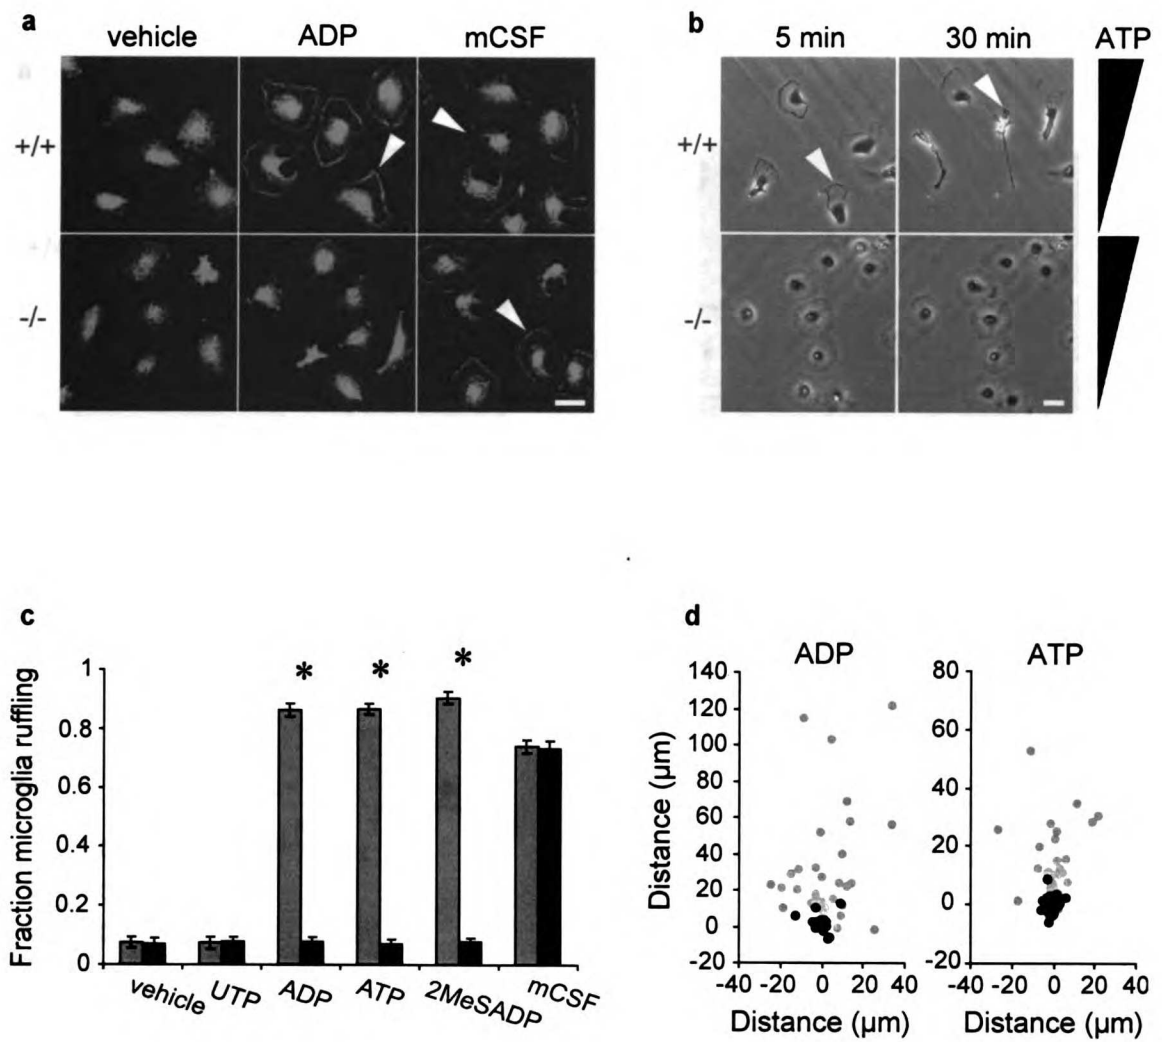 a
vehicle ADP mCSF
+/+
-/-
b
5 min 30 min ATP
+/+
-/-
c
Fraction microglia ruffling
1
0.8
0.6
0.4
0.2
0
* * *
vehicle UTP ADP ATP 2MeSADP mCSF
d
ADP
Distance (µm)
140
120
100
80
60
40
20
0
-20
-40 -20 0 20 40
Distance (µm)
ATP
80
60
40
20
0
-20
-40 -20 0 20 40
Distance (µm)